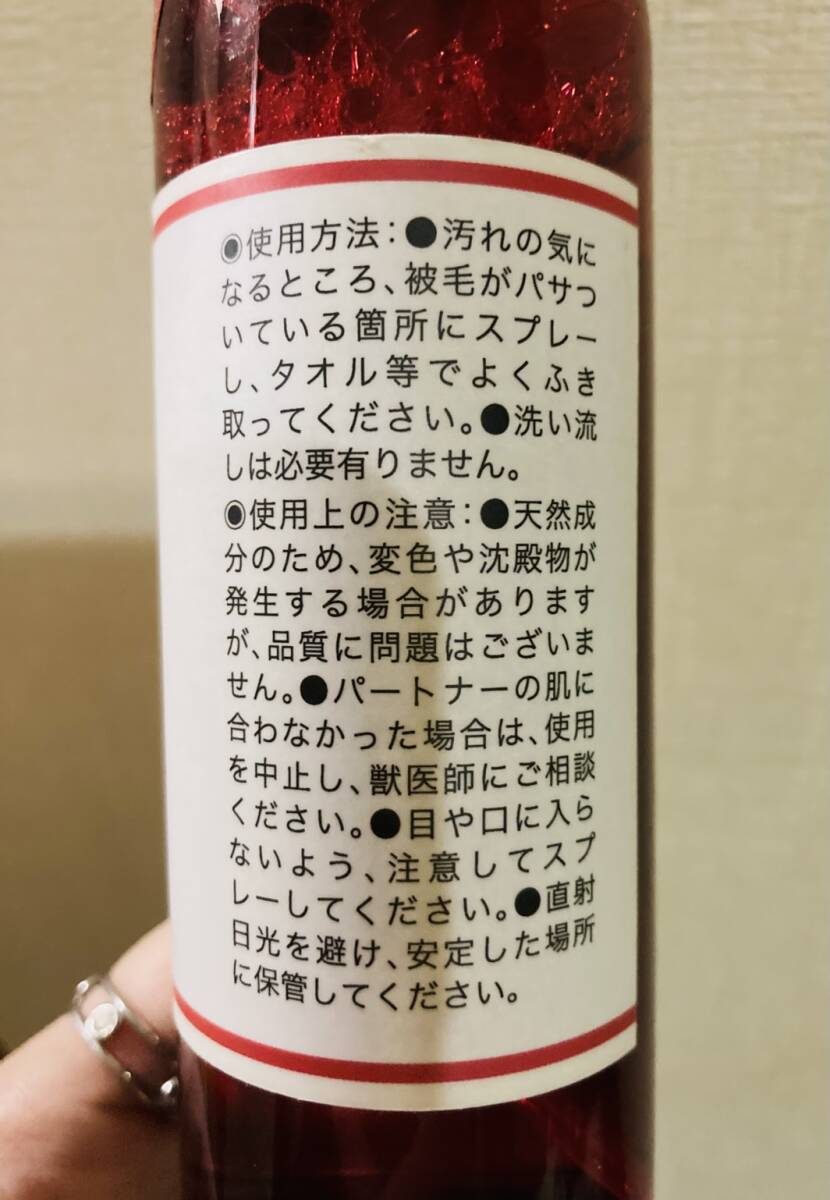 ◉使用方法：●汚れの気に
なるところ、被毛がパサつ
いている箇所にスプレー
し、タオル等でよくふき
取ってください。●洗い流
しは必要有りません。
◉使用上の注意：●天然成
分のため、変色や沈殿物が
発生する場合があります
が、品質に問題はございま
せん。●パートナーの肌に
合わなかった場合は、使用
を中止し、獣医師にご相談
ください。●目や口に入ら
ないよう、注意してスプ
レーしてください。●直射
日光を避け、安定した場所
に保管してください。